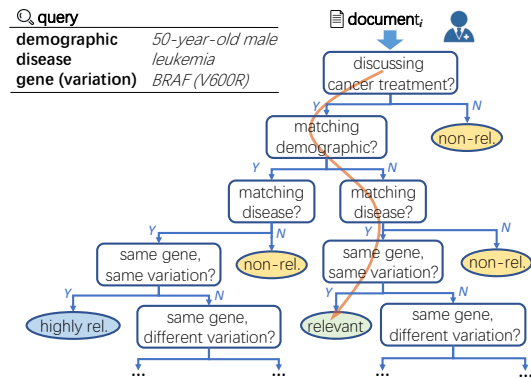 query
demographic 50-year-old male
disease leukemia
gene (variation) BRAF (V600R)
documentᵢ
discussing
cancer treatment?
Y N
matching
demographic?
non-rel.
Y N
matching
disease?
matching
disease?
Y N Y N
same gene,
same variation?
non-rel.
same gene,
same variation?
non-rel.
Y N Y N
highly rel.
same gene,
different variation?
relevant
same gene,
different variation?
... ... ... ...